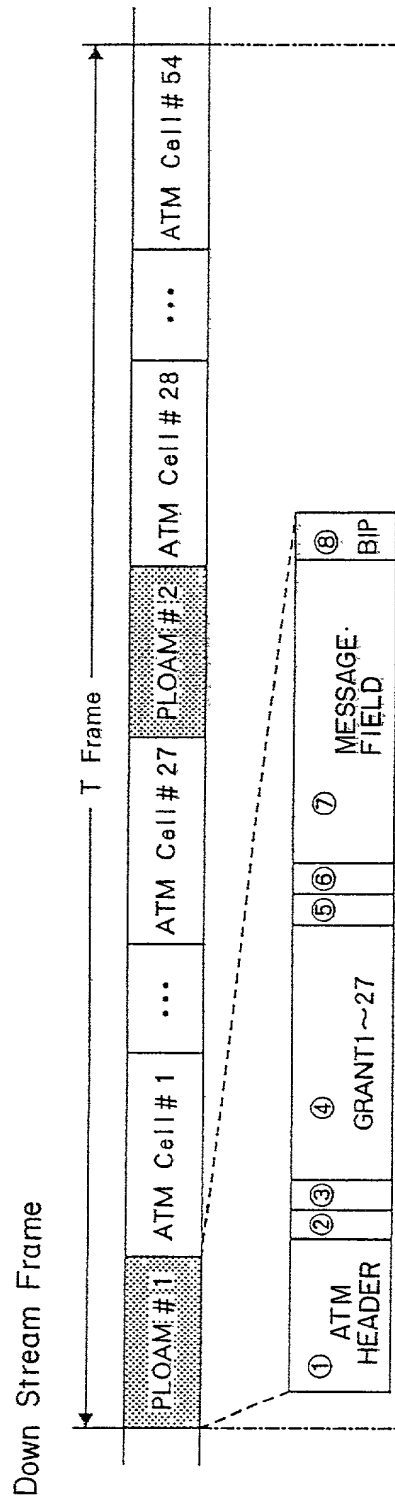 Down Stream Frame
T Frame
PLOAM#1 ATM Cell#1 ••• ATM Cell#27 PLOAM#2 ATM Cell#28 ••• ATM Cell#54
① ATM HEADER
②
③
④ GRANT1~27
⑤
⑥
⑦ MESSAGE· FIELD
⑧ BIP